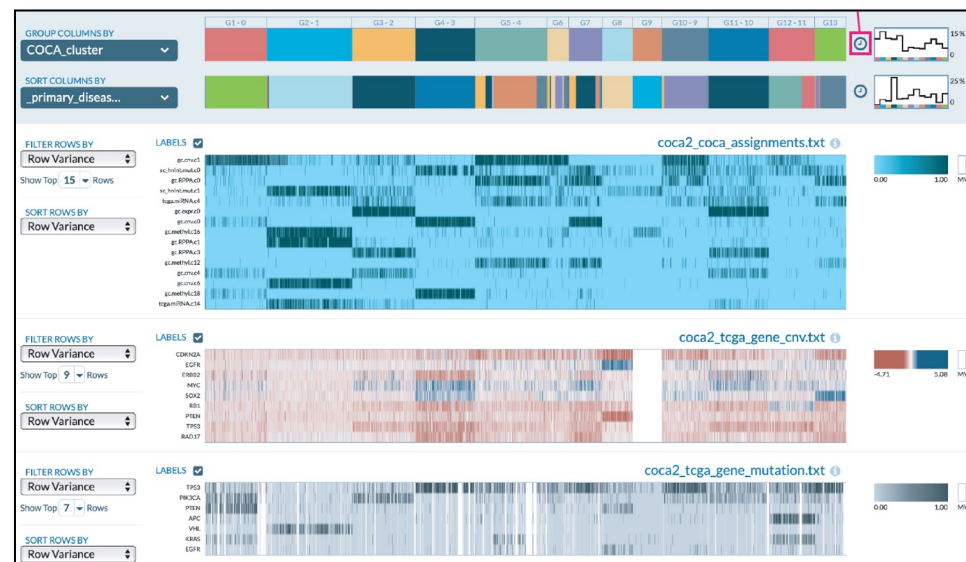 G1 - 0 G2 - 1 G3 - 2 G4 - 3 G5 - 4 G6 G7 G8 G9 G10 - 9 G11 - 10 G12 - 11 G13
GROUP COLUMNS BY
COCA_cluster
15%
0
SORT COLUMNS BY
_primary_diseas...
25%
0
FILTER ROWS BY
Row Variance
Show Top 15 Rows
SORT ROWS BY
Row Variance
LABELS
coca2_coca_assignments.txt
gc.cnv.c1
sc_hnInt.mut.c0
gc.RPPA.c0
sc_hnInt.mut.c1
tcga.miRNA.c4
gc.expr.c0
gc.cnv.c0
gc.methyl.c16
gc.RPPA.c1
gc.RPPA.c3
gc.methyl.c12
gc.cnv.c4
gc.cnv.c6
gc.methyl.c18
tcga.miRNA.c14
0.00 1.00
FILTER ROWS BY
Row Variance
Show Top 9 Rows
SORT ROWS BY
Row Variance
LABELS
coca2_tcga_gene_cnv.txt
CDKN2A
EGFR
ERBB2
MYC
SOX2
RB1
PTEN
TP53
RAD17
-4.71 5.08
FILTER ROWS BY
Row Variance
Show Top 7 Rows
SORT ROWS BY
Row Variance
LABELS
coca2_tcga_gene_mutation.txt
TP53
PIK3CA
PTEN
APC
VHL
KRAS
EGFR
0.00 1.00